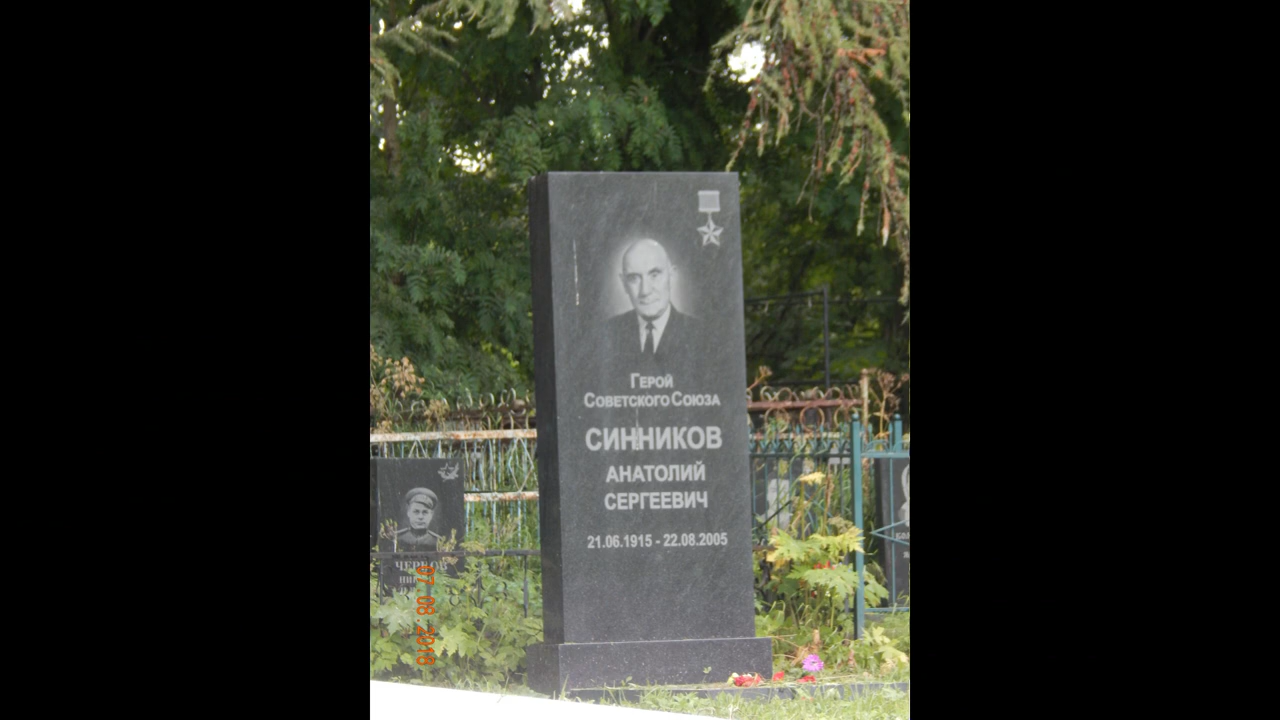 Герой
Советского Союза
СИННИКОВ
АНАТОЛИЙ
СЕРГЕЕВИЧ
21.06.1915 - 22.08.2005
07 08 2018